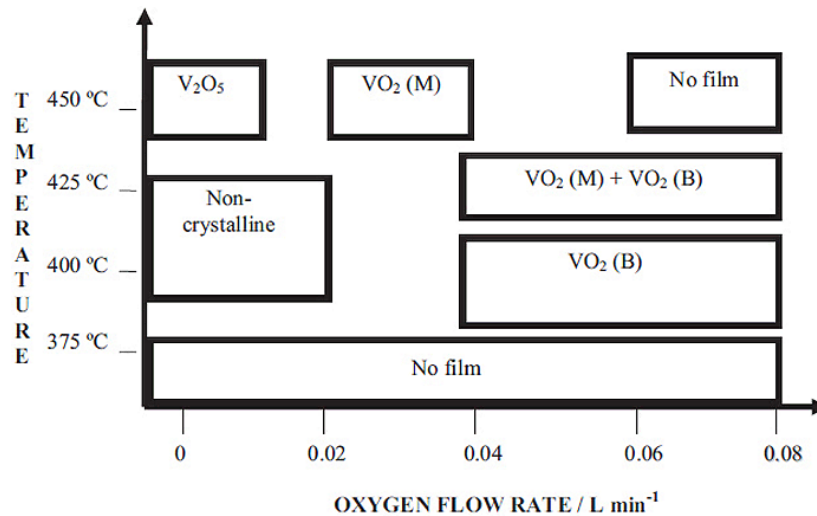 TEMPERATURE
450 ºC
425 ºC
400 ºC
375 ºC
V₂O₅
VO₂ (M)
No film
Non-
crystalline
VO₂ (M) + VO₂ (B)
VO₂ (B)
No film
0 0.02 0.04 0.06 0.08
OXYGEN FLOW RATE / L min⁻¹